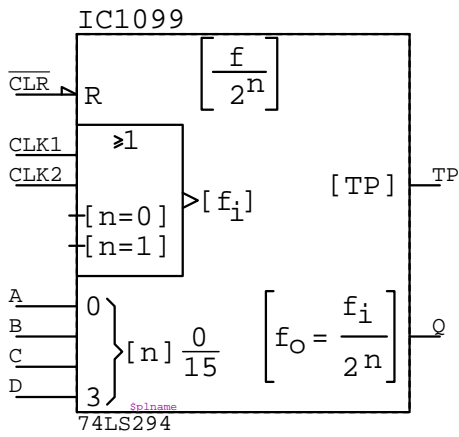 IC1099
[f/2n]
CLR
R
CLK1
⩾1
CLK2
[TP]
TP
[fi]
[n=0]
[n=1]
A
0
B
[n] 0/15
[fo = fi/2n]
Q
C
D
3
$plname
74LS294